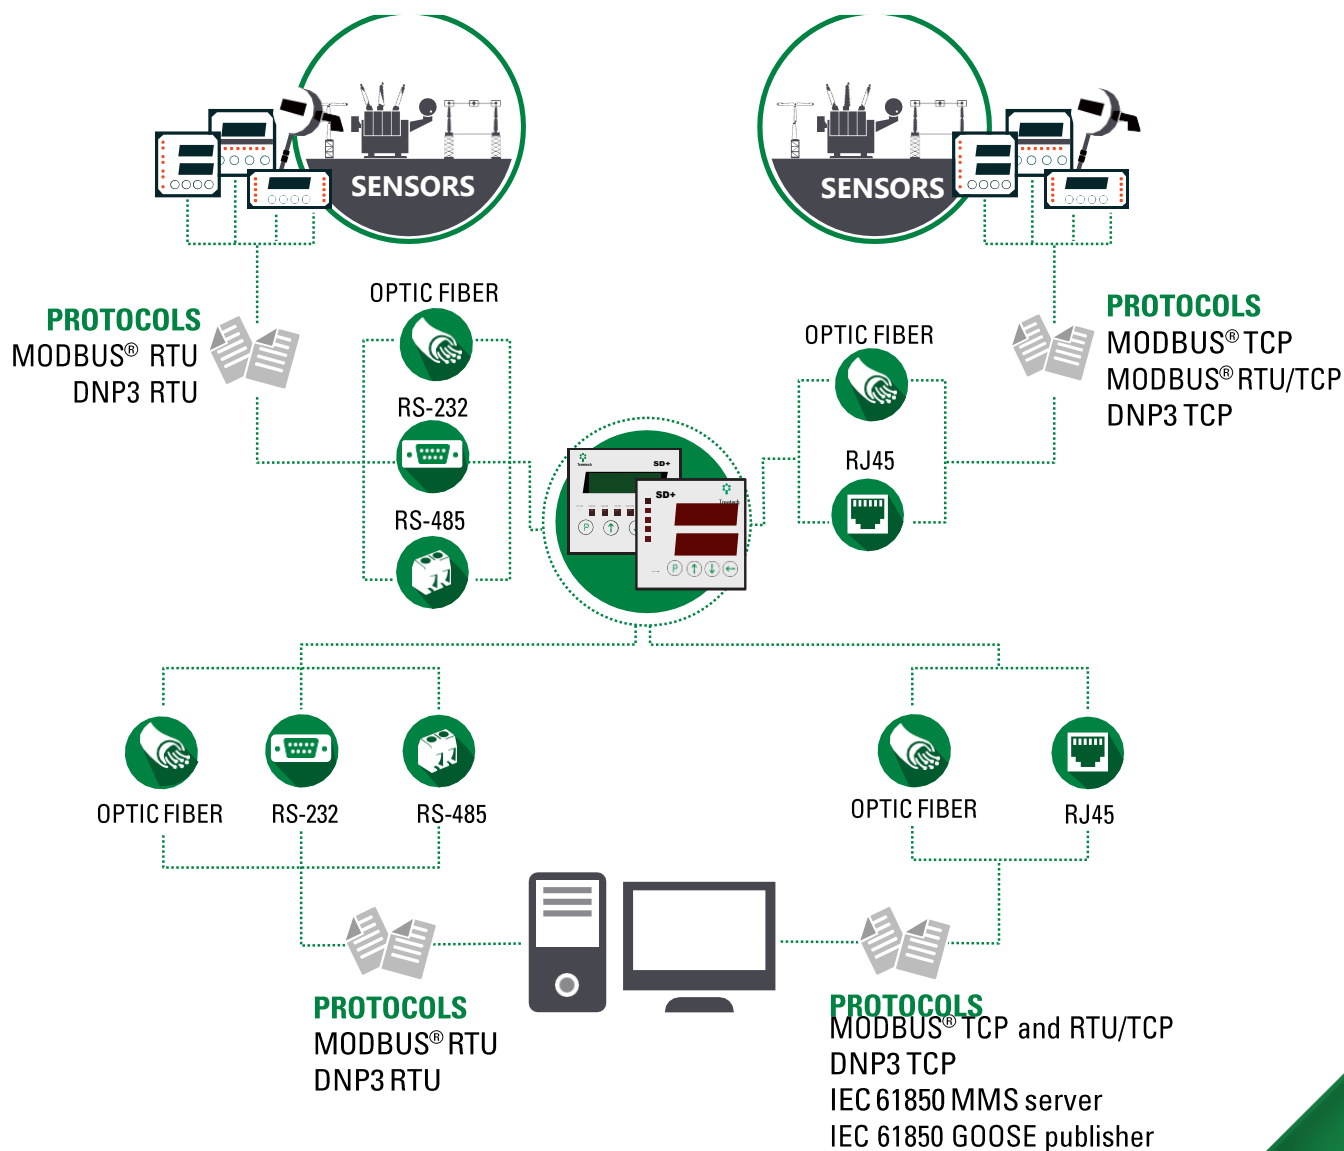 SENSORS
SENSORS
OPTIC FIBER
PROTOCOLS
MODBUS® RTU
DNP3 RTU
RS-232
RS-485
OPTIC FIBER
RJ45
PROTOCOLS
MODBUS® TCP
MODBUS® RTU/TCP
DNP3 TCP
Treetech
SD+
P
SD+
Treetech
P
OPTIC FIBER
RS-232
RS-485
OPTIC FIBER
RJ45
PROTOCOLS
MODBUS® RTU
DNP3 RTU
PROTOCOLS
MODBUS® TCP and RTU/TCP
DNP3 TCP
IEC 61850 MMS server
IEC 61850 GOOSE publisher